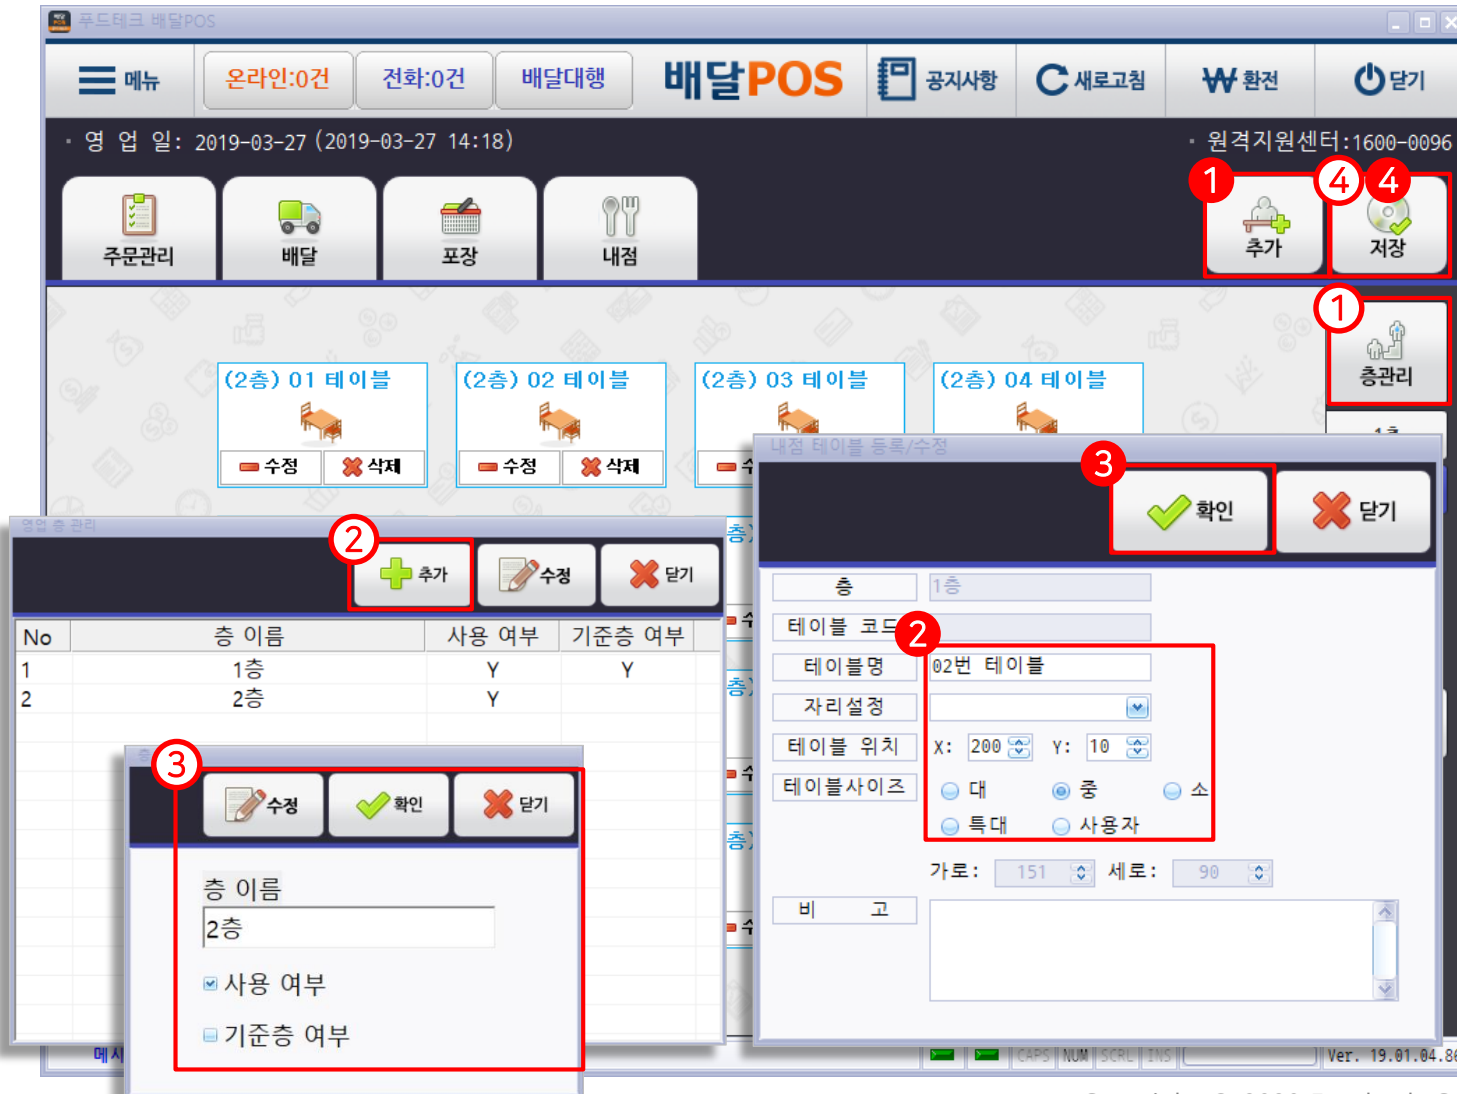 푸드테크 배달POS
메뉴
온라인:0건
전화:0건
배달대행
배달POS
공지사항
새로고침
환전
닫기
영 업 일: 2019-03-27 (2019-03-27 14:18)
원격지원센터:1600-0096
주문관리
배달
포장
내점
1
추가
4 4
저장
1
층관리
(2층) 01 테이블
수정
삭제
(2층) 02 테이블
수정
삭제
(2층) 03 테이블
(2층) 04 테이블
영업 층 관리
2
추가
수정
닫기
No 층 이름 사용 여부 기준층 여부
1 1층 Y Y
2 2층 Y
3
수정
확인
닫기
층 이름
2층
사용 여부
기준층 여부
내점 테이블 등록/수정
3
확인
닫기
층 1층
테이블 코드
2
테이블명 02번 테이블
자리설정
테이블 위치 X: 200 Y: 10
테이블사이즈 대 중 소
특대 사용자
가로: 151 세로: 90
비 고
CAPS NUM SCRL INS
Ver. 19.01.04.86